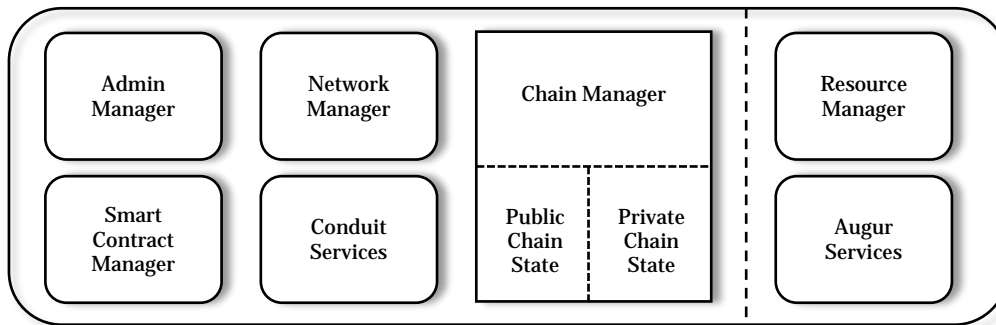 Admin
Manager
Network
Manager
Chain Manager
Resource
Manager
Smart
Contract
Manager
Conduit
Services
Public
Chain
State
Private
Chain
State
Augur
Services